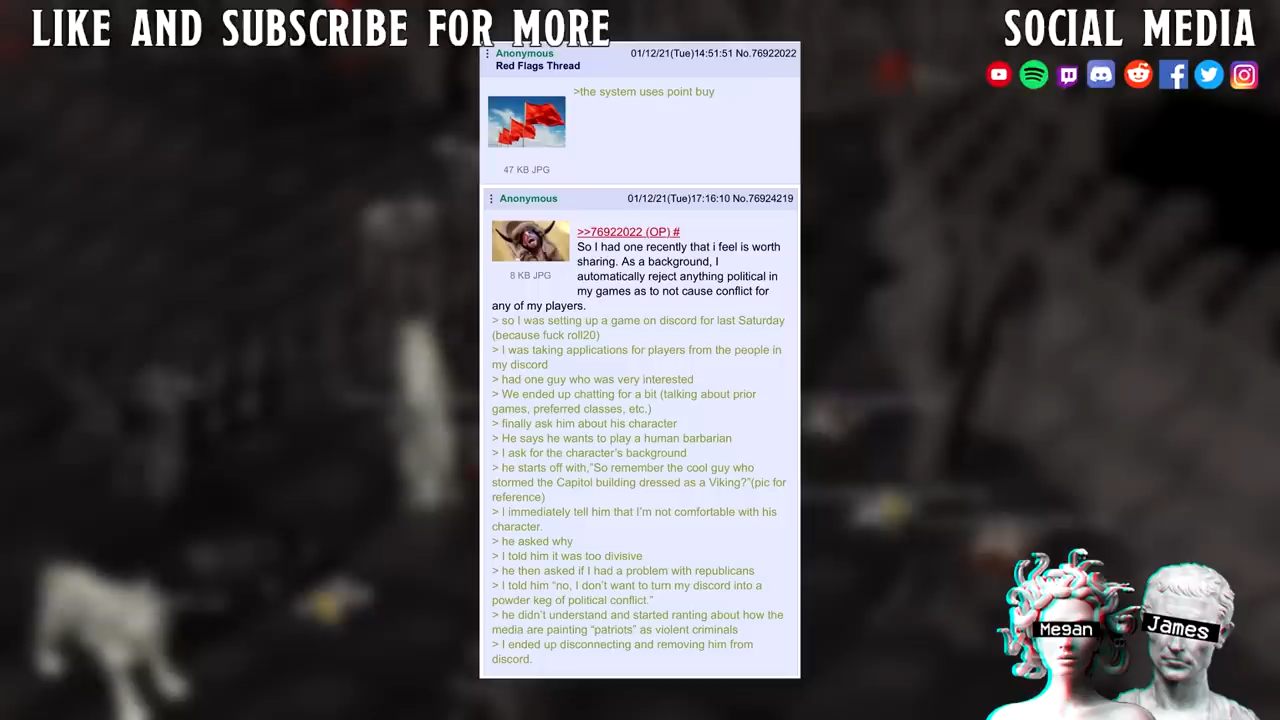 LIKE AND SUBSCRIBE FOR MORE
SOCIAL MEDIA
Anonymous 01/12/21(Tue)14:51:51 No.76922022
Red Flags Thread
>the system uses point buy
47 KB JPG
Anonymous 01/12/21(Tue)17:16:10 No.76924219
>>76922022 (OP) #
So I had one recently that i feel is worth
sharing. As a background, I
automatically reject anything political in
my games as to not cause conflict for
any of my players.
8 KB JPG
> so I was setting up a game on discord for last Saturday
(because fuck roll20)
> I was taking applications for players from the people in
my discord
> had one guy who was very interested
> We ended up chatting for a bit (talking about prior
games, preferred classes, etc.)
> finally ask him about his character
> He says he wants to play a human barbarian
> I ask for the character's background
> he starts off with,"So remember the cool guy who
stormed the Capitol building dressed as a Viking?"(pic for
reference)
> I immediately tell him that I'm not comfortable with his
character.
> he asked why
> I told him it was too divisive
> he then asked if I had a problem with republicans
> I told him “no, I don't want to turn my discord into a
powder keg of political conflict.”
> he didn't understand and started ranting about how the
media are painting “patriots” as violent criminals
> I ended up disconnecting and removing him from
discord.
Megan
James